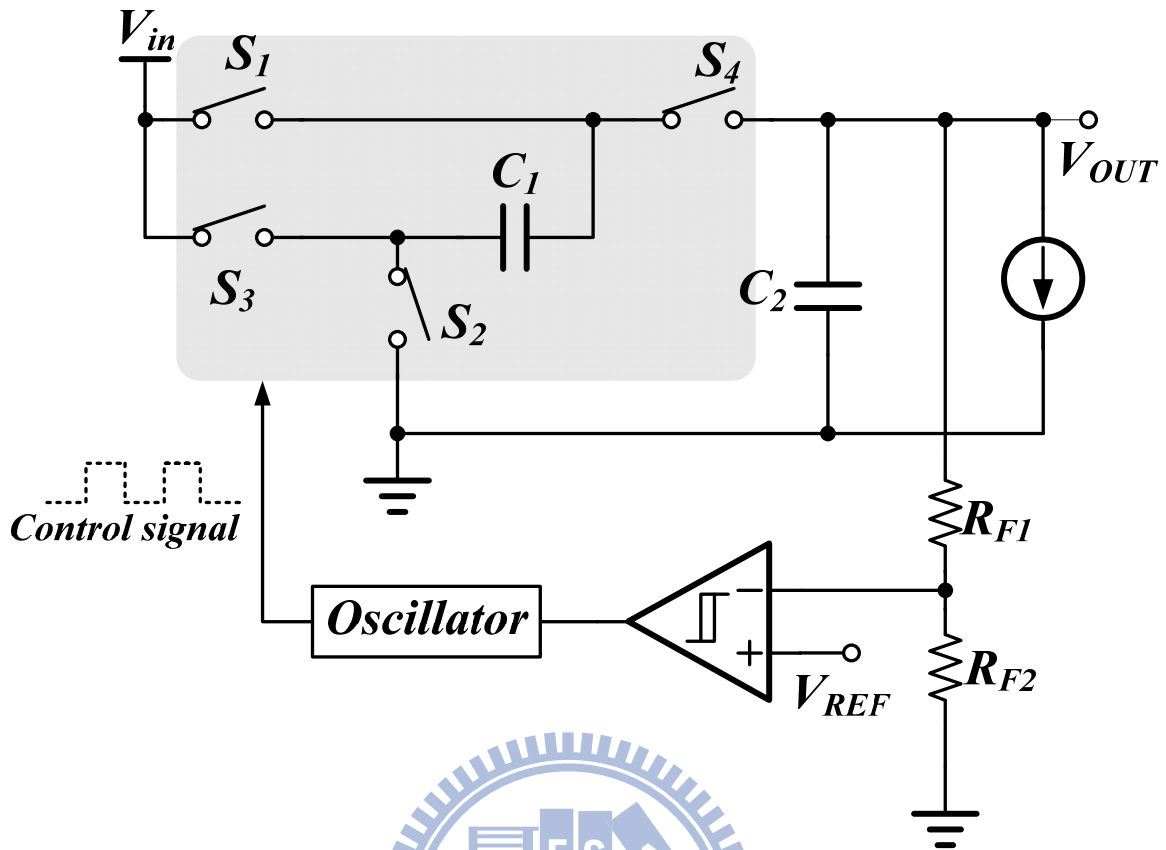 Vin
S1
S4
C1
VOUT
S3
S2
C2
Control signal
RF1
Oscillator
−
+
VREF
RF2
E S